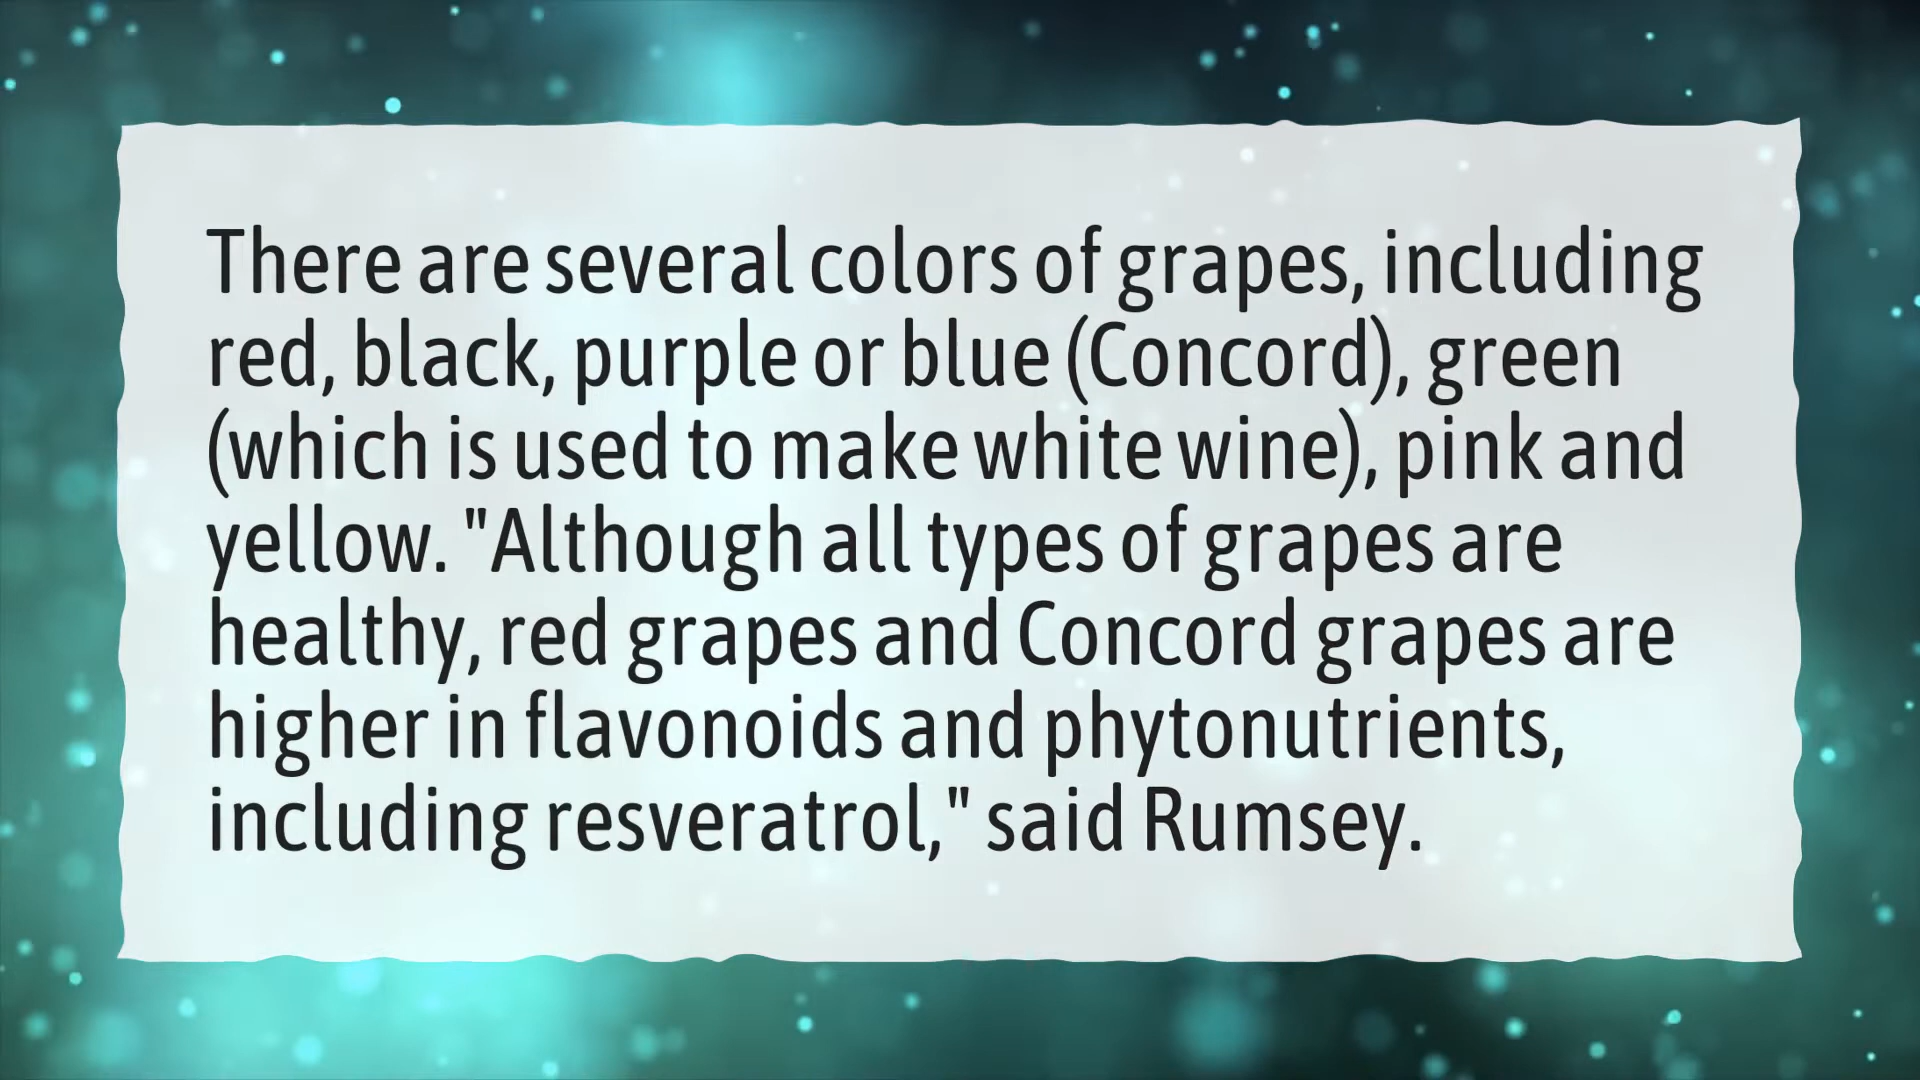 There are several colors of grapes, including
red, black, purple or blue (Concord), green
(which is used to make white wine), pink and
yellow. "Although all types of grapes are
healthy, red grapes and Concord grapes are
higher in flavonoids and phytonutrients,
including resveratrol," said Rumsey.